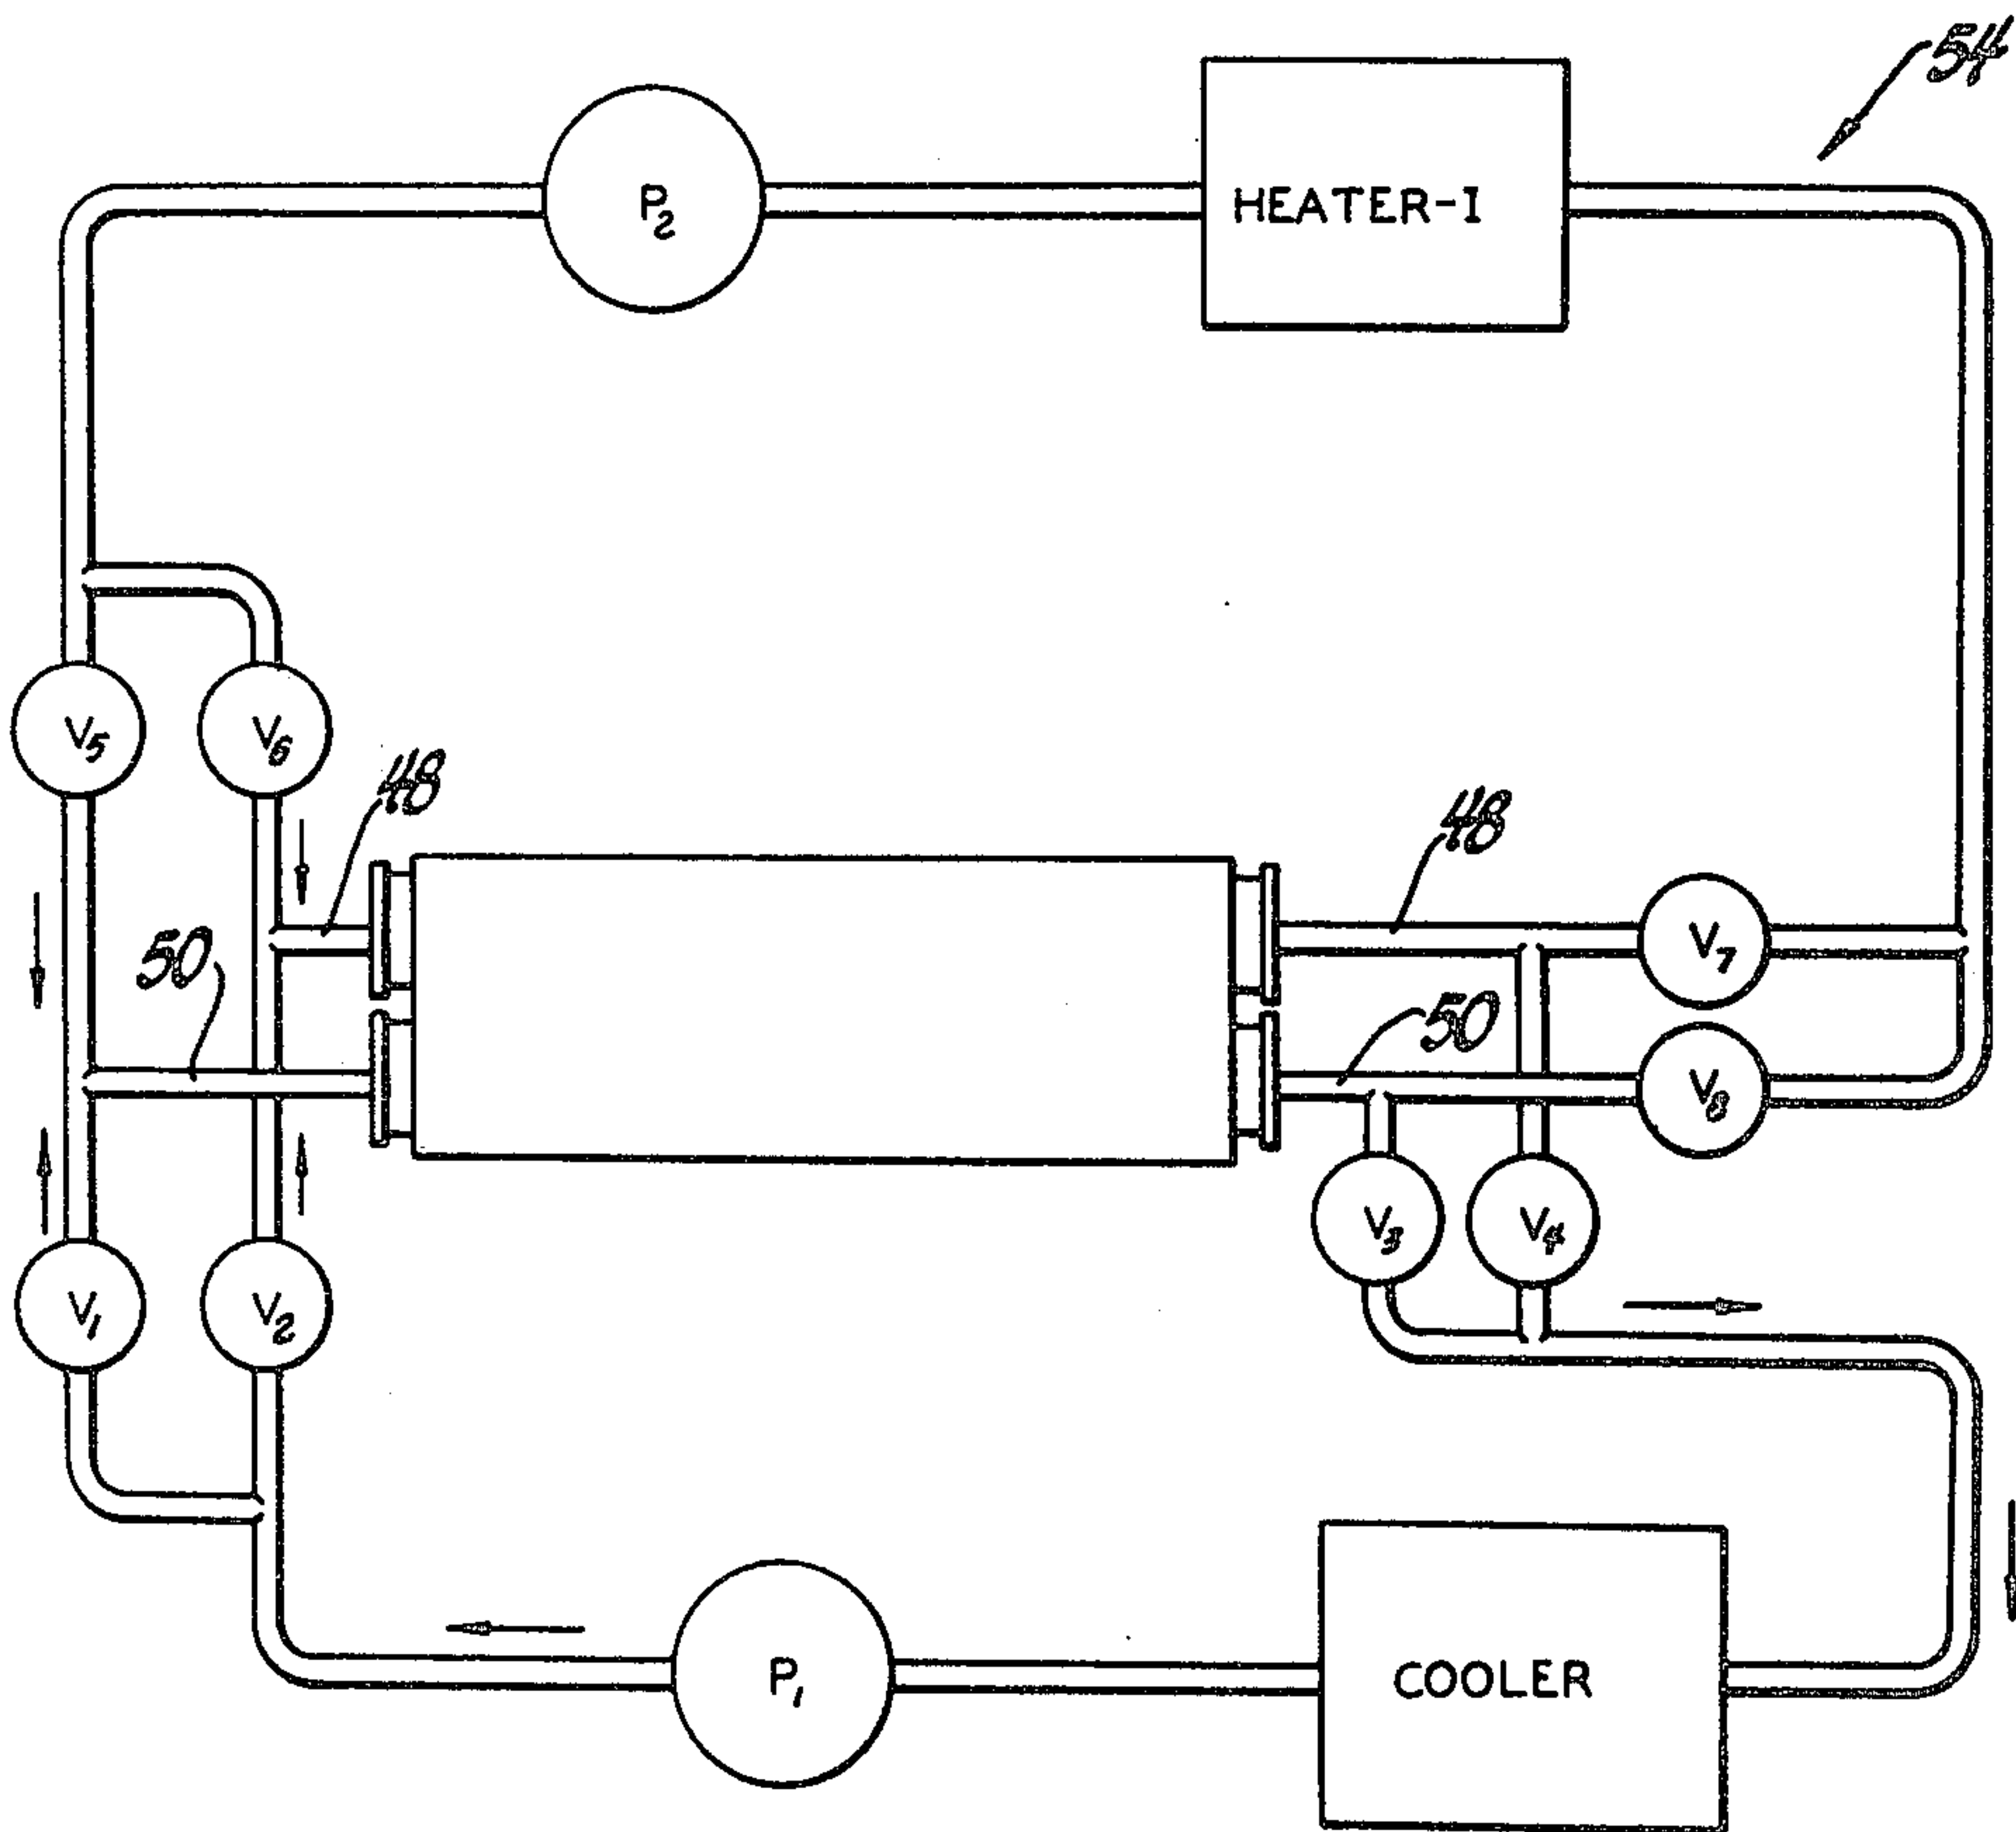 54
P₂
HEATER-I
V₅
V₆
48
48
50
V₇
50
V₈
V₃
V₄
V₁
V₂
P₁
COOLER